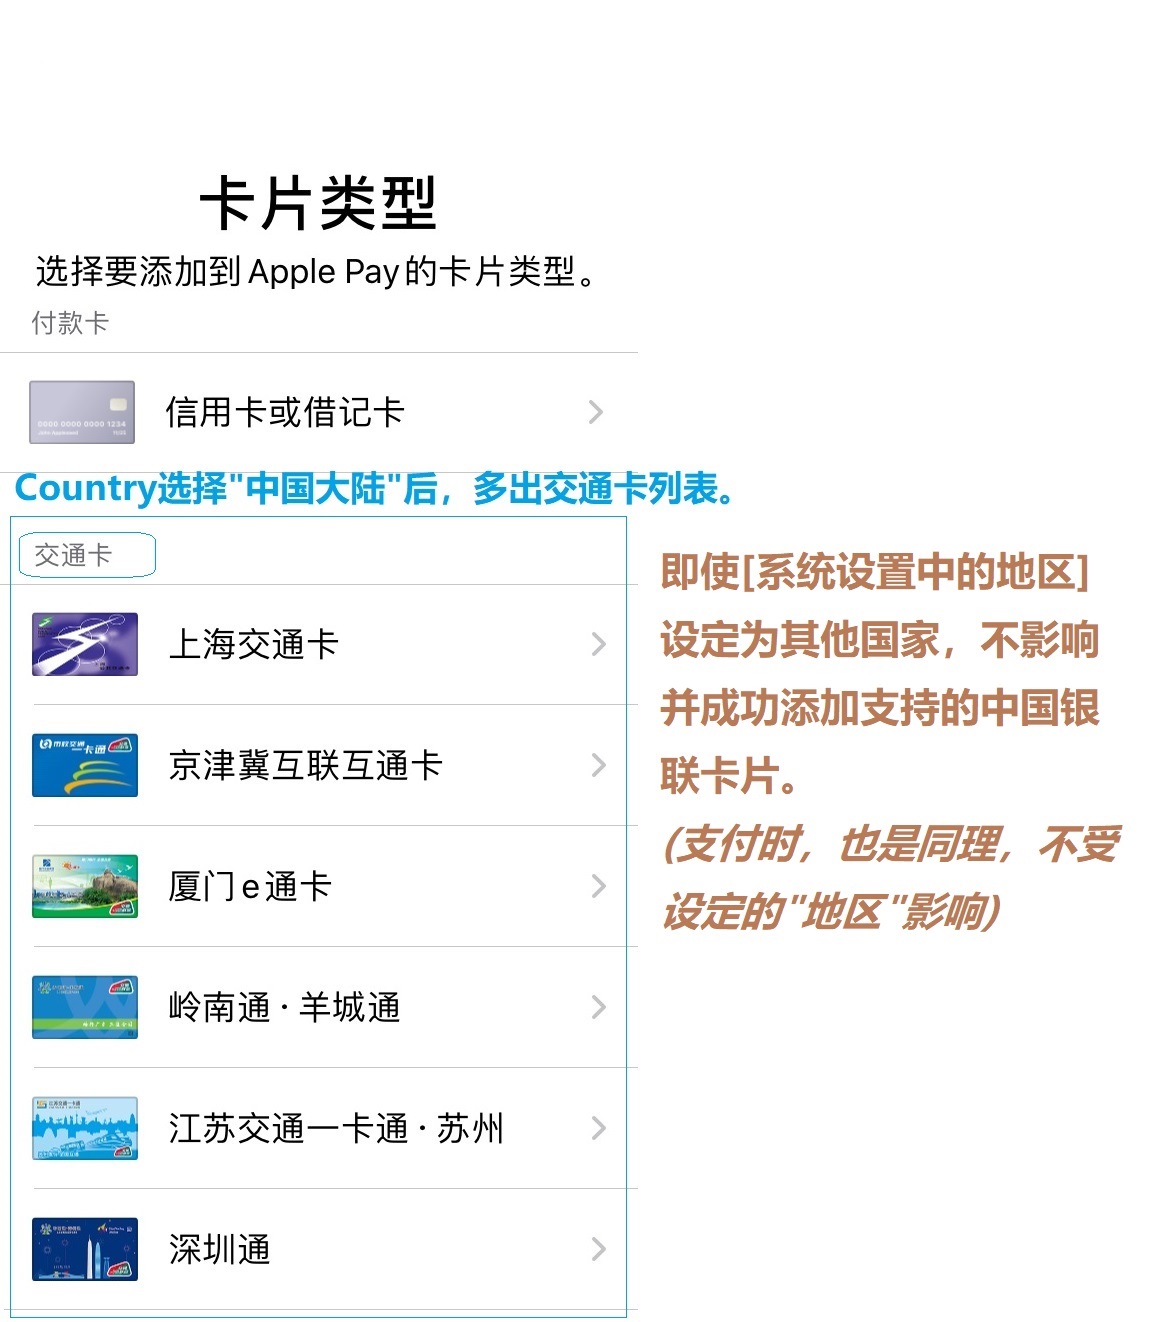 卡片类型
选择要添加到 Apple Pay 的卡片类型。
付款卡
0000 0000 0000 1234
信用卡或借记卡
Country选择"中国大陆"后，多出交通卡列表。
交通卡
上海交通卡
京津冀互联互通卡
厦门 e 通卡
岭南通 · 羊城通
江苏交通一卡通 · 苏州
深圳通
即使[系统设置中的地区]
设定为其他国家，不影响
并成功添加支持的中国银
联卡片。
(支付时，也是同理，不受
设定的"地区"影响)